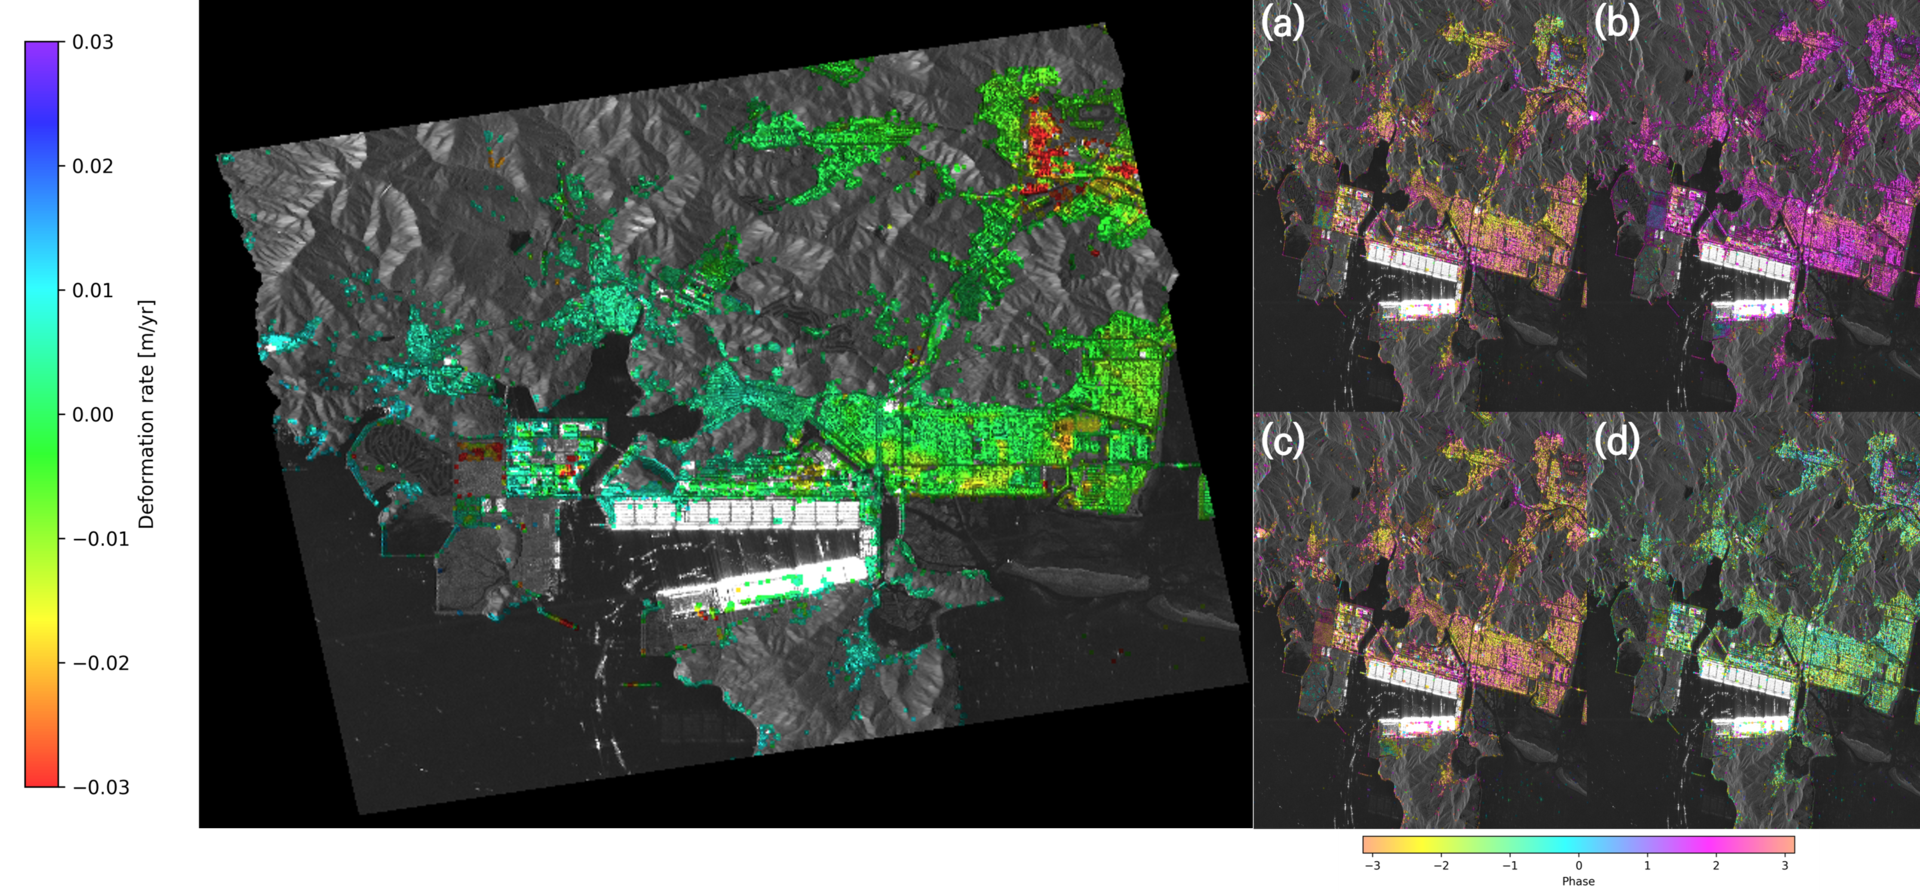 0.03
0.02
0.01
0.00
−0.01
−0.02
−0.03
Deformation rate [m/yr]
(a)
(b)
(c)
(d)
−3 −2 −1 0 1 2 3
Phase